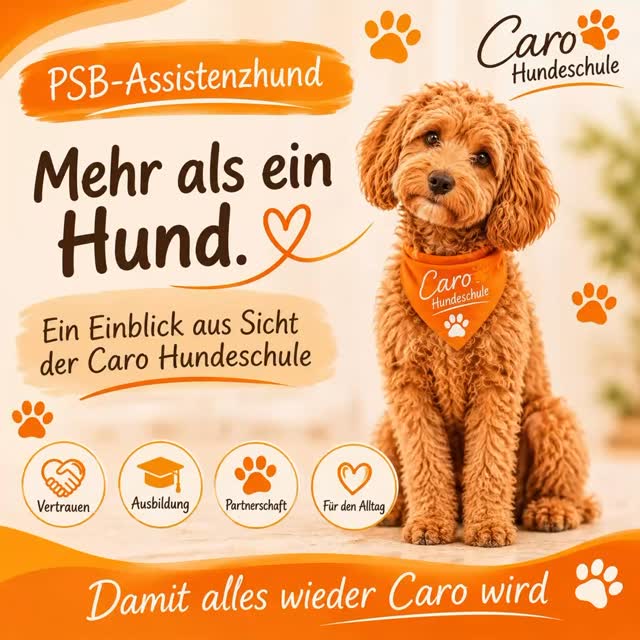 PSB-Assistenzhund
Caro
Hundeschule
Mehr als ein
Hund.
Caro
Hundeschule
Ein Einblick aus Sicht
der Caro Hundeschule
Vertrauen
Ausbildung
Partnerschaft
Für den Alltag
Damit alles wieder Caro wird